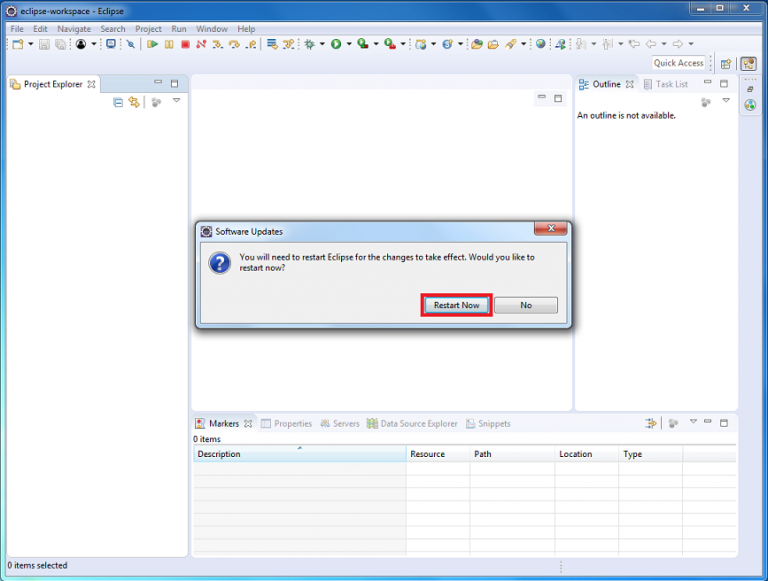 eclipse-workspace - Eclipse
File Edit Navigate Search Project Run Window Help
Quick Access
Project Explorer
Outline Task List
An outline is not available.
Software Updates
You will need to restart Eclipse for the changes to take effect. Would you like to
restart now?
Restart Now No
Markers Properties Servers Data Source Explorer Snippets
0 items
Description Resource Path Location Type
0 items selected